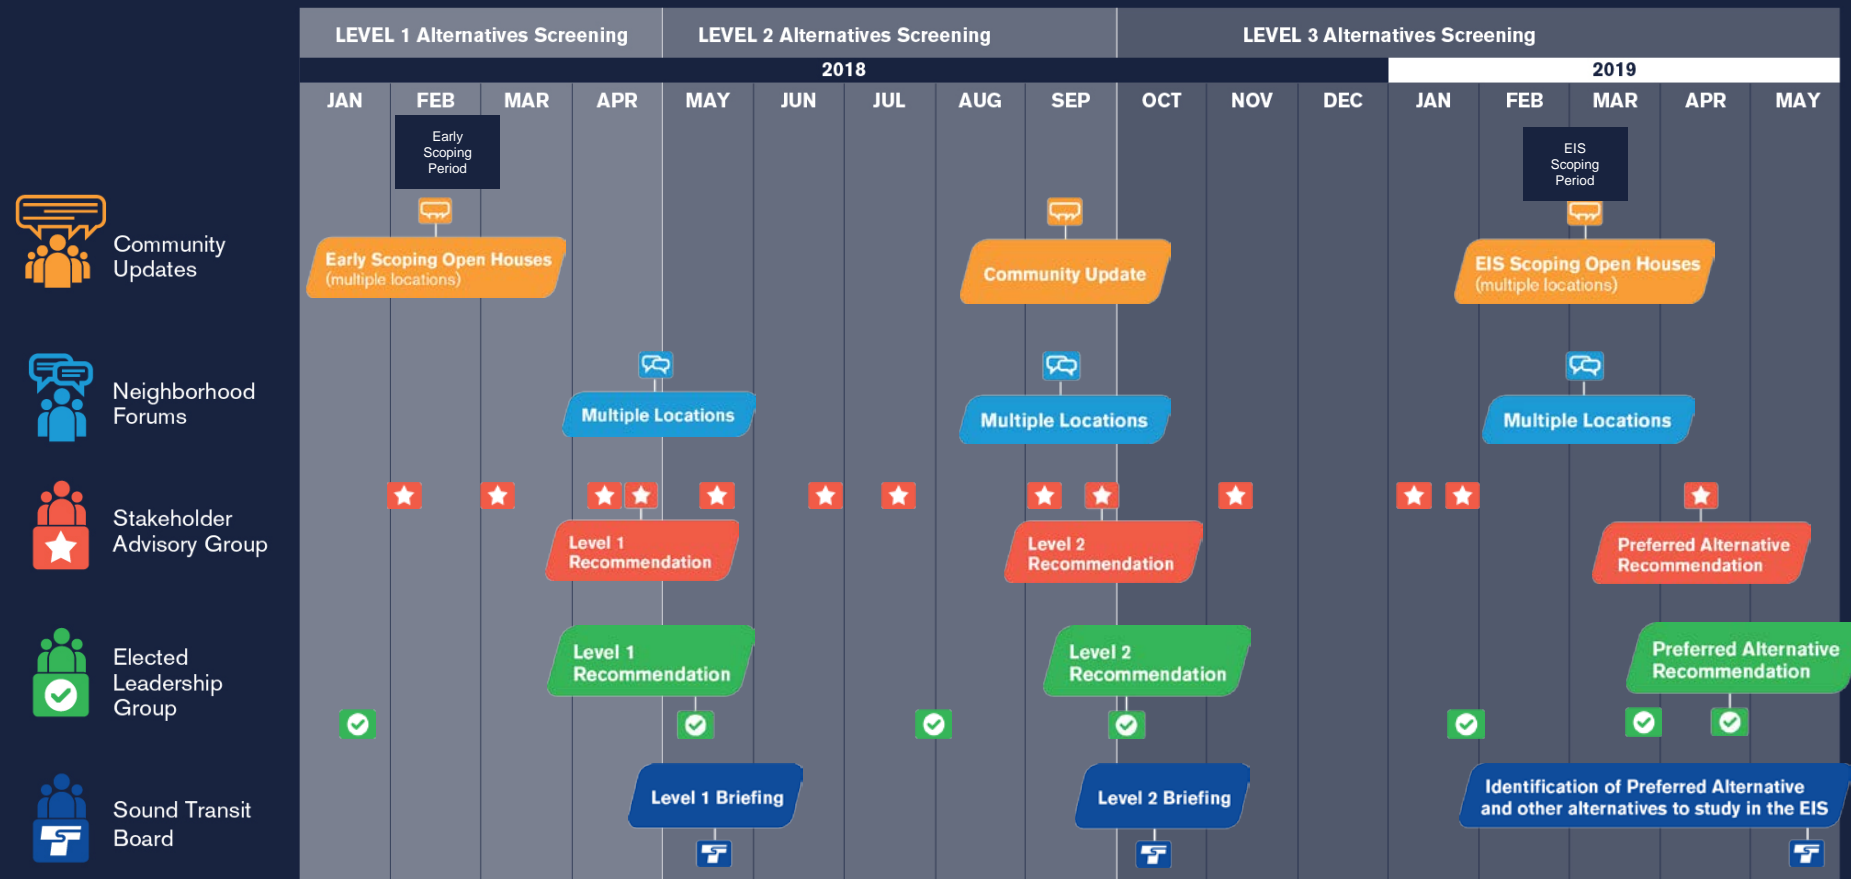 LEVEL 1 Alternatives Screening
LEVEL 2 Alternatives Screening
LEVEL 3 Alternatives Screening
2018
2019
JAN
FEB
MAR
APR
MAY
JUN
JUL
AUG
SEP
OCT
NOV
DEC
JAN
FEB
MAR
APR
MAY
Early
Scoping
Period
EIS
Scoping
Period
Community
Updates
Early Scoping Open Houses
(multiple locations)
Community Update
EIS Scoping Open Houses
(multiple locations)
Neighborhood
Forums
Multiple Locations
Multiple Locations
Multiple Locations
Stakeholder
Advisory Group
Level 1
Recommendation
Level 2
Recommendation
Preferred Alternative
Recommendation
Elected
Leadership
Group
Level 1
Recommendation
Level 2
Recommendation
Preferred Alternative
Recommendation
Sound Transit
Board
Level 1 Briefing
Level 2 Briefing
Identification of Preferred Alternative
and other alternatives to study in the EIS